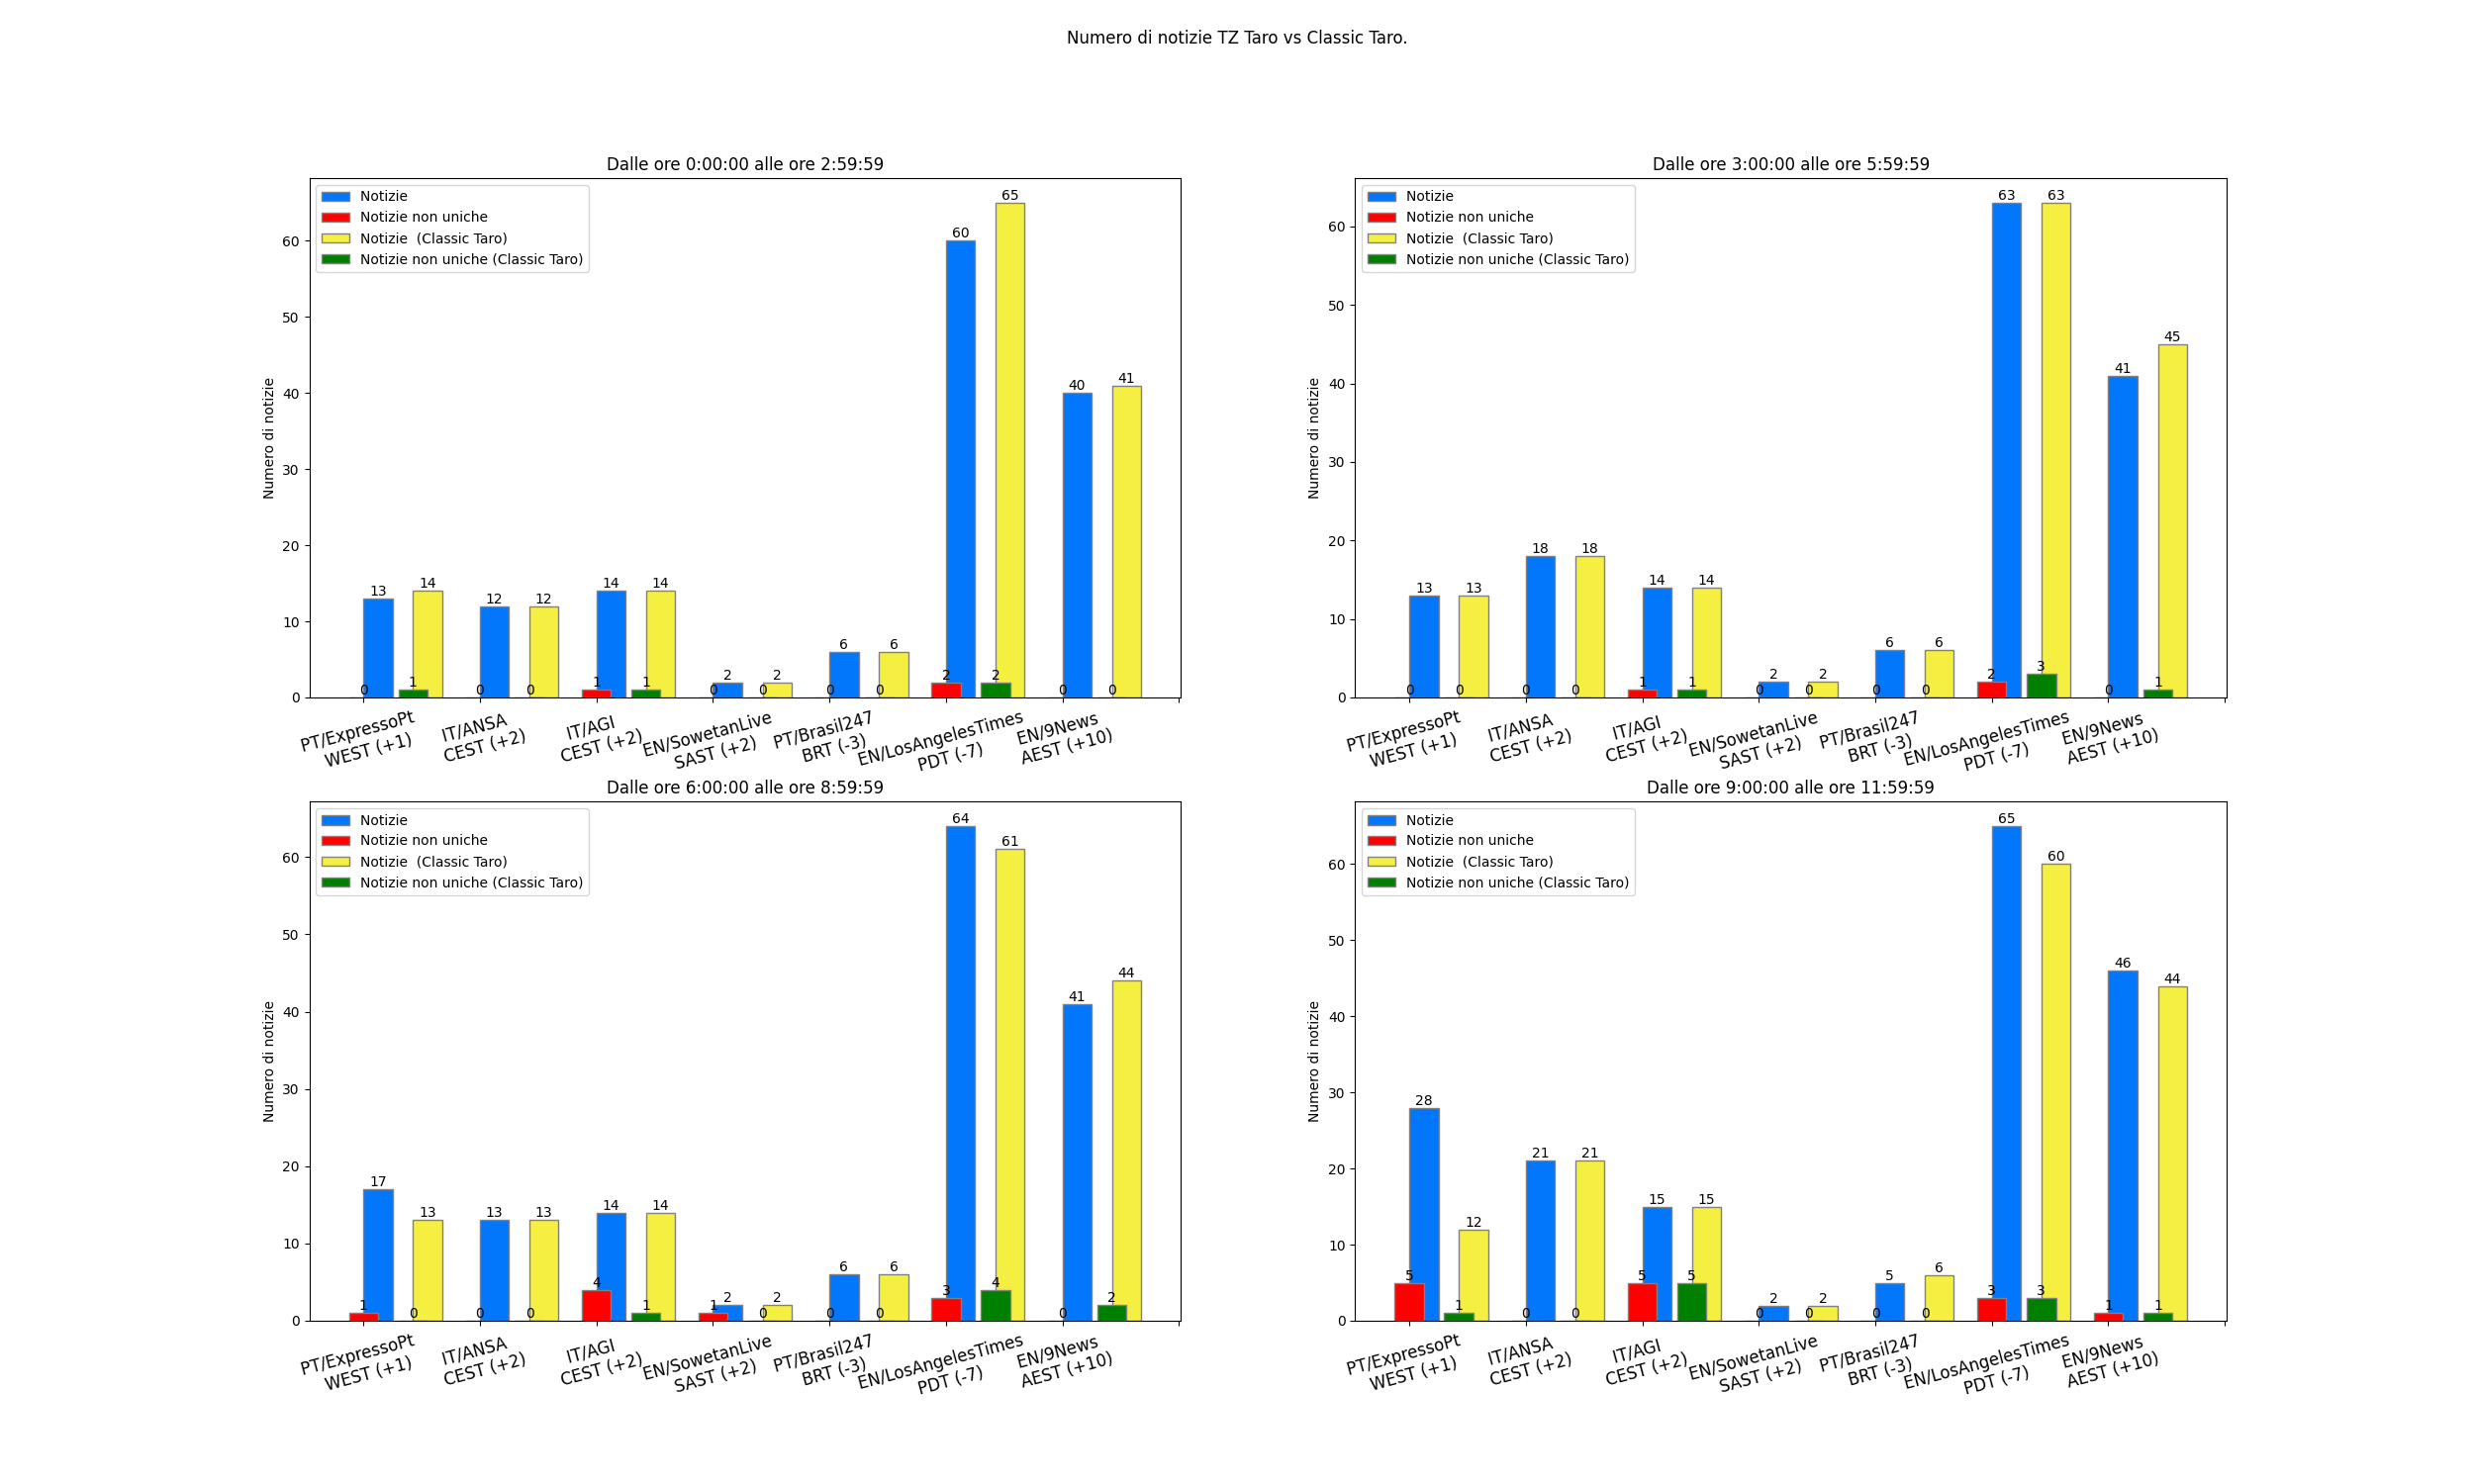 Numero di notizie TZ Taro vs Classic Taro.
Dalle ore 0:00:00 alle ore 2:59:59
Notizie
Notizie non uniche
Notizie (Classic Taro)
Notizie non uniche (Classic Taro)
Numero di notizie
60
50
40
30
20
10
0
13 14 12 12 14 14 2 2 6 6 60 65 40 41
0 1 0 0 1 1 0 0 0 0 2 2 0 0
PT/ExpressoPt
WEST (+1)
IT/ANSA
CEST (+2)
IT/AGI
CEST (+2)
EN/SowetanLive
SAST (+2)
PT/Brasil247
BRT (-3)
EN/LosAngelesTimes
PDT (-7)
EN/9News
AEST (+10)
Dalle ore 3:00:00 alle ore 5:59:59
Notizie
Notizie non uniche
Notizie (Classic Taro)
Notizie non uniche (Classic Taro)
Numero di notizie
60
50
40
30
20
10
0
13 13 18 18 14 14 2 2 6 6 63 63 41 45
0 0 0 0 1 1 0 0 0 0 2 3 0 1
PT/ExpressoPt
WEST (+1)
IT/ANSA
CEST (+2)
IT/AGI
CEST (+2)
EN/SowetanLive
SAST (+2)
PT/Brasil247
BRT (-3)
EN/LosAngelesTimes
PDT (-7)
EN/9News
AEST (+10)
Dalle ore 6:00:00 alle ore 8:59:59
Notizie
Notizie non uniche
Notizie (Classic Taro)
Notizie non uniche (Classic Taro)
Numero di notizie
60
50
40
30
20
10
0
17 13 13 13 14 14 2 2 6 6 64 61 41 44
1 0 0 0 4 1 1 0 0 0 3 4 0 2
PT/ExpressoPt
WEST (+1)
IT/ANSA
CEST (+2)
IT/AGI
CEST (+2)
EN/SowetanLive
SAST (+2)
PT/Brasil247
BRT (-3)
EN/LosAngelesTimes
PDT (-7)
EN/9News
AEST (+10)
Dalle ore 9:00:00 alle ore 11:59:59
Notizie
Notizie non uniche
Notizie (Classic Taro)
Notizie non uniche (Classic Taro)
Numero di notizie
60
50
40
30
20
10
0
28 12 21 21 15 15 2 2 5 6 65 60 46 44
5 1 0 0 5 5 0 0 0 0 3 3 1 1
PT/ExpressoPt
WEST (+1)
IT/ANSA
CEST (+2)
IT/AGI
CEST (+2)
EN/SowetanLive
SAST (+2)
PT/Brasil247
BRT (-3)
EN/LosAngelesTimes
PDT (-7)
EN/9News
AEST (+10)